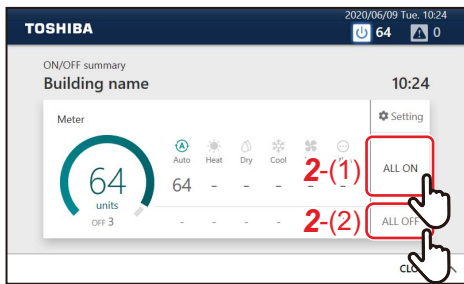 2020/06/09 Tue. 10:24
TOSHIBA
64 0
ON/OFF summary
Building name 10:24
Meter
Setting
Auto Heat Dry Cool
64 - - - - -
64
units
OFF 3
- - - -
ALL ON
ALL OFF
2-(1)
2-(2)